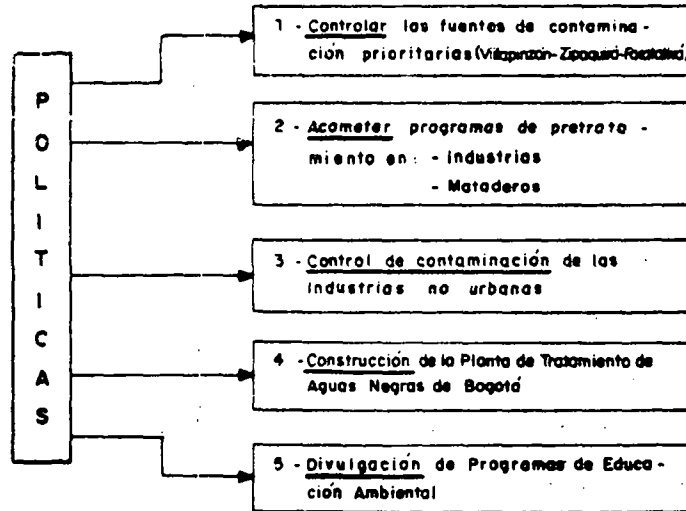 POLITICAS
1 - Controlar las fuentes de contamina-
ción prioritarias (Villapinzón-Zipaquirá-Facatativá)
2 - Acometer programas de pretrata-
miento en: - Industrias
- Mataderos
3 - Control de contaminación de las
industrias no urbanas
4 - Construcción de la Planta de Tratamiento de
Aguas Negras de Bogotá
5 - Divulgación de Programas de Educa-
ción Ambiental